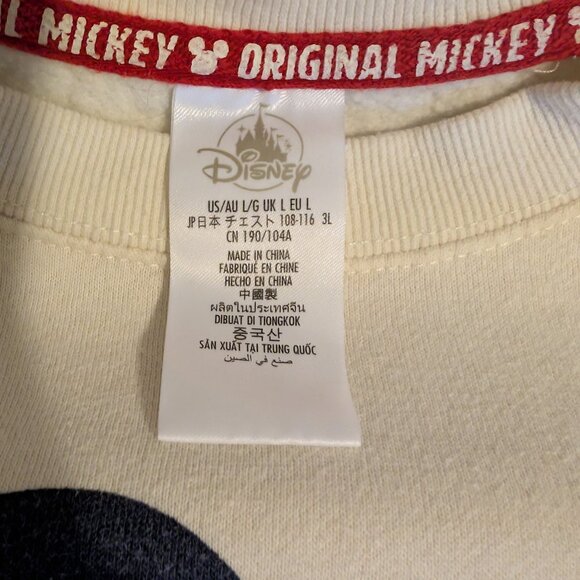 L MICKEY ORIGINAL MICKEY
Disney
US/AU L/G UK L EU L
JP日本 チェスト 108-116 3L
CN 190/104A
MADE IN CHINA
FABRIQUÉ EN CHINE
HECHO EN CHINA
中國製
ผลิตในประเทศจีน
DIBUAT DI TIONGKOK
중국산
SẢN XUẤT TẠI TRUNG QUỐC
صنع في الصين